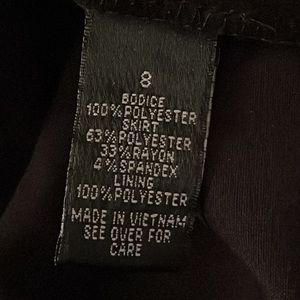 8
BODICE
100%POLYESTER
SKIRT
63%POLYESTER
33%RAYON
4%SPANDEX
LINING
100%POLYESTER
MADE IN VIETNAM
SEE OVER FOR
CARE